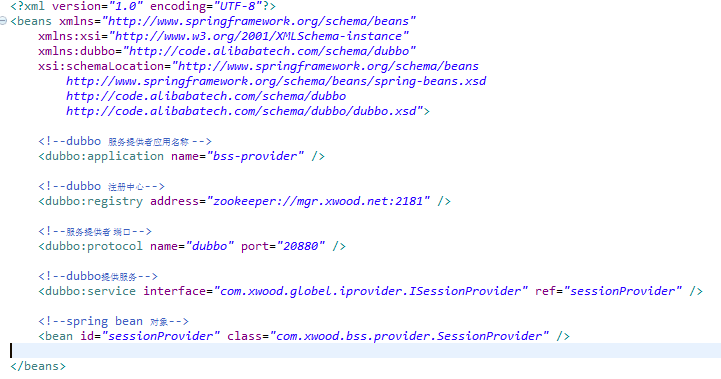 <?xml version="1.0" encoding="UTF-8"?>
<beans xmlns="http://www.springframework.org/schema/beans"
xmlns:xsi="http://www.w3.org/2001/XMLSchema-instance"
xmlns:dubbo="http://code.alibabatech.com/schema/dubbo"
xsi:schemaLocation="http://www.springframework.org/schema/beans
http://www.springframework.org/schema/beans/spring-beans.xsd
http://code.alibabatech.com/schema/dubbo
http://code.alibabatech.com/schema/dubbo/dubbo.xsd">
<!--dubbo 服务提供者应用名称 -->
<dubbo:application name="bss-provider" />
<!--dubbo 注册中心-->
<dubbo:registry address="zookeeper://mgr.xwood.net:2181" />
<!--服务提供者 端口-->
<dubbo:protocol name="dubbo" port="20880" />
<!--dubbo提供服务-->
<dubbo:service interface="com.xwood.globel.iprovider.ISessionProvider" ref="sessionProvider" />
<!--spring bean 对象-->
<bean id="sessionProvider" class="com.xwood.bss.provider.SessionProvider" />
</beans>